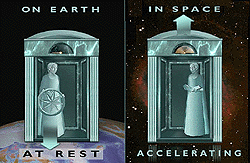 ON EARTH
AT REST
IN SPACE
ACCELERATING